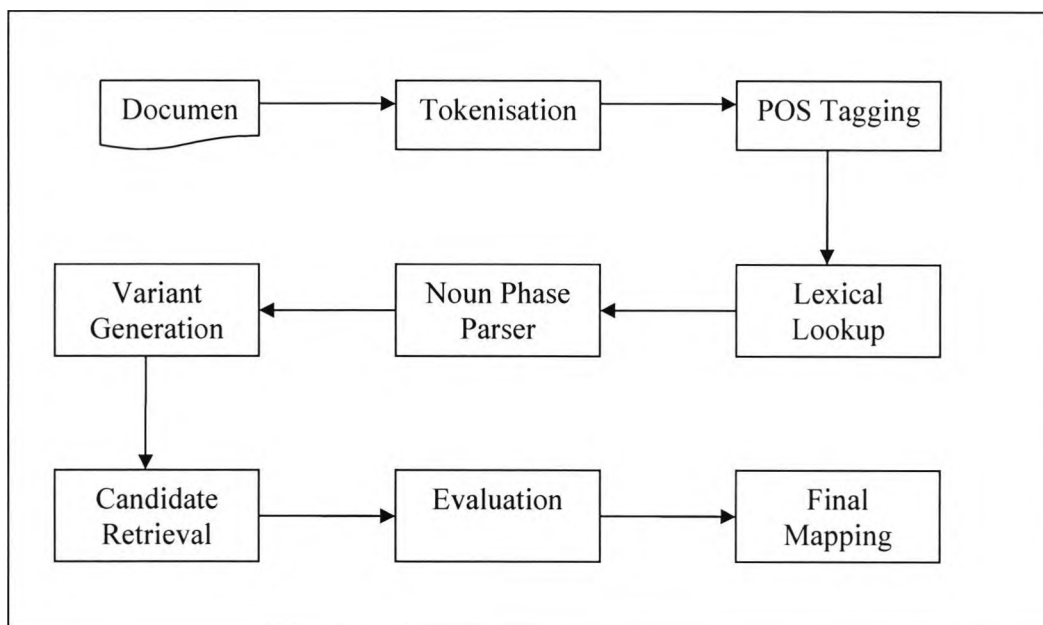 Documen
Tokenisation
POS Tagging
Variant
Generation
Noun Phase
Parser
Lexical
Lookup
Candidate
Retrieval
Evaluation
Final
Mapping